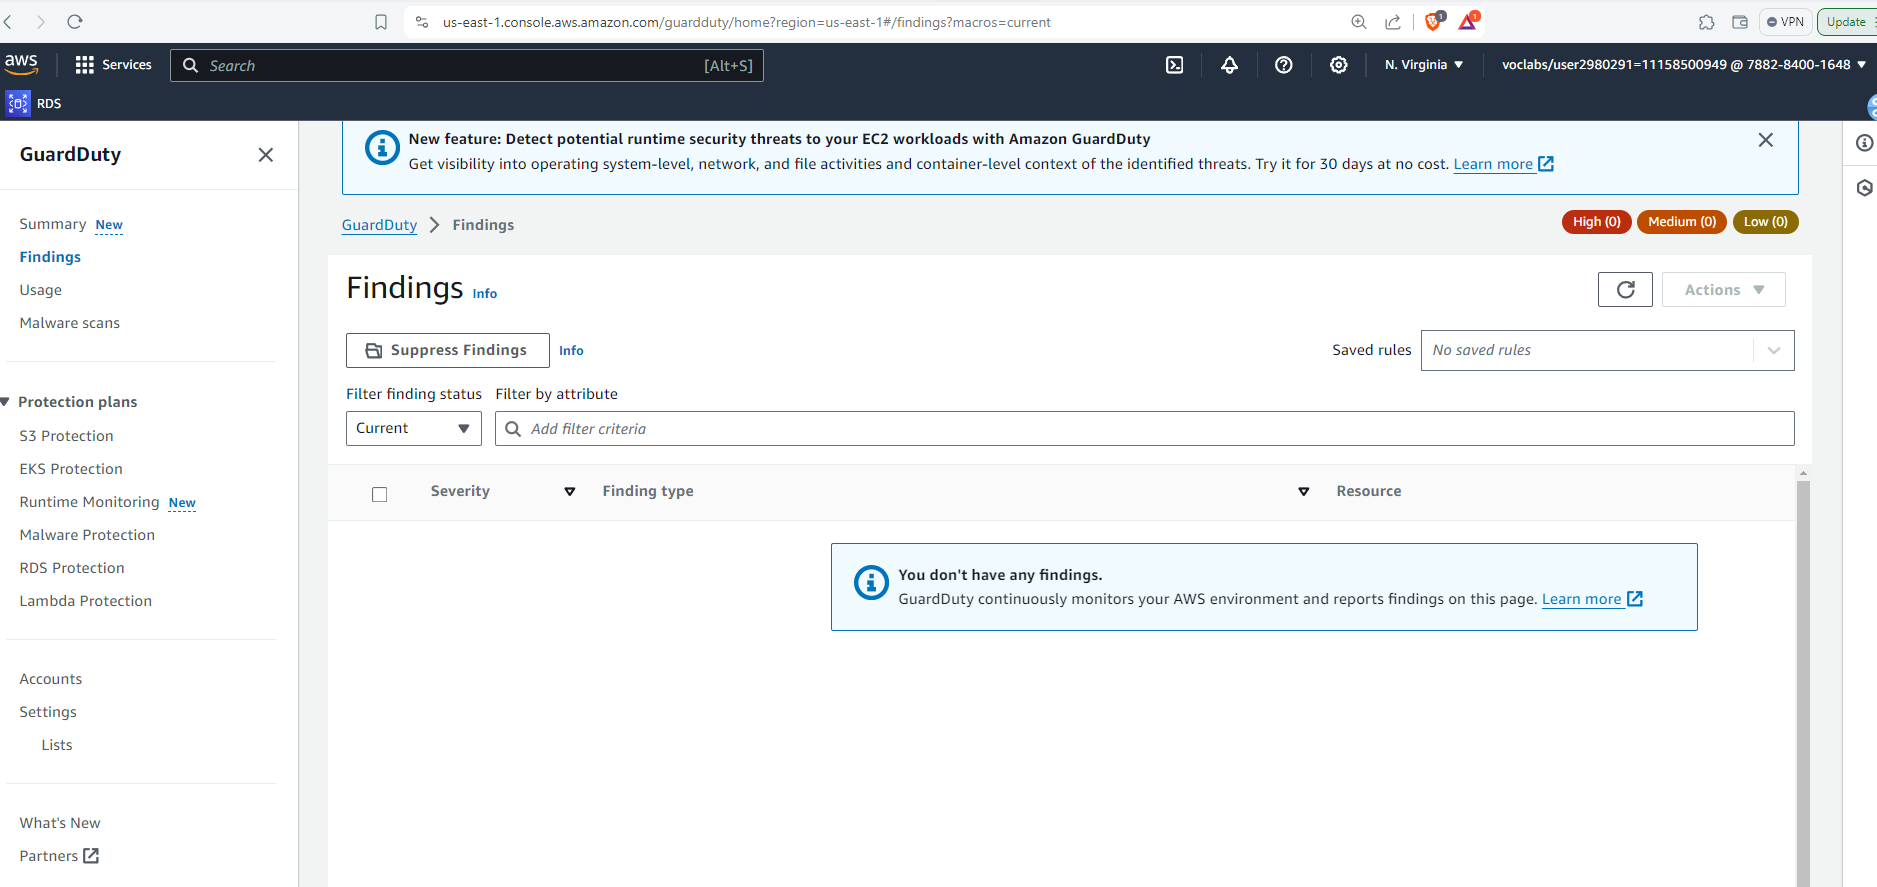 us-east-1.console.aws.amazon.com/guardduty/home?region=us-east-1#/findings?macros=current
1
1
VPN
Update
aws
Services
Search
[Alt+S]
N. Virginia
voclabs/user2980291=11158500949 @ 7882-8400-1648
RDS
GuardDuty
Summary New
Findings
Usage
Malware scans
Protection plans
S3 Protection
EKS Protection
Runtime Monitoring New
Malware Protection
RDS Protection
Lambda Protection
Accounts
Settings
Lists
What's New
Partners
New feature: Detect potential runtime security threats to your EC2 workloads with Amazon GuardDuty
Get visibility into operating system-level, network, and file activities and container-level context of the identified threats. Try it for 30 days at no cost. Learn more
GuardDuty
Findings
High (0)
Medium (0)
Low (0)
Findings Info
Actions
Suppress Findings
Info
Saved rules
No saved rules
Filter finding status
Filter by attribute
Current
Add filter criteria
Severity
Finding type
Resource
You don't have any findings.
GuardDuty continuously monitors your AWS environment and reports findings on this page. Learn more